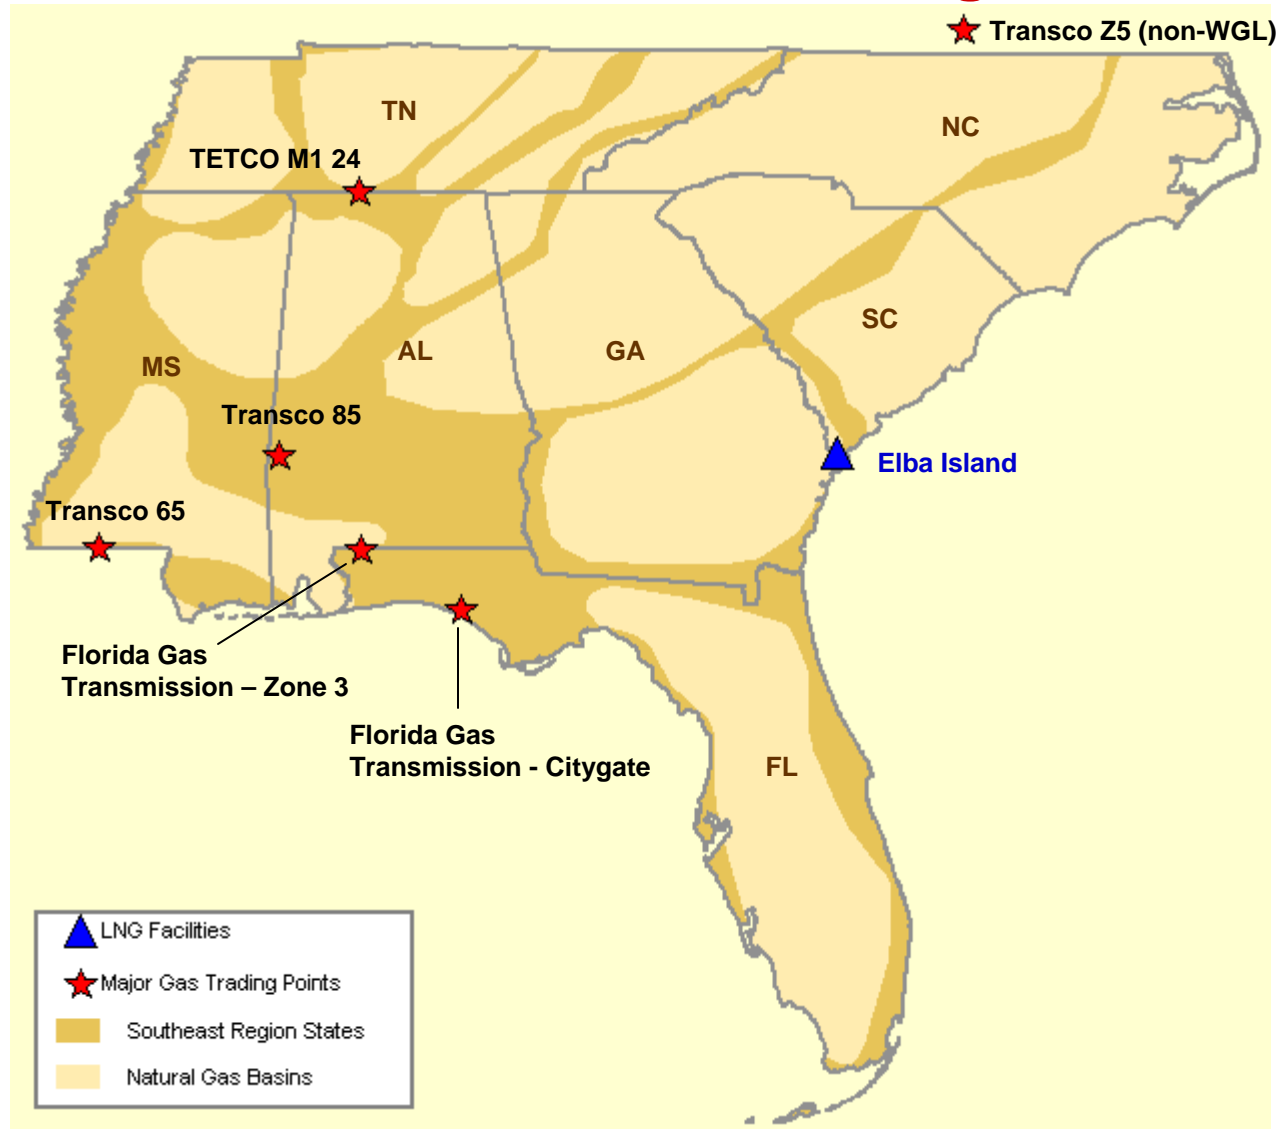 Transco Z5 (non-WGL)
TN
NC
TETCO M1 24
SC
AL
GA
MS
Transco 85
Elba Island
Transco 65
Florida Gas
Transmission – Zone 3
Florida Gas
Transmission - Citygate
FL
LNG Facilities
Major Gas Trading Points
Southeast Region States
Natural Gas Basins